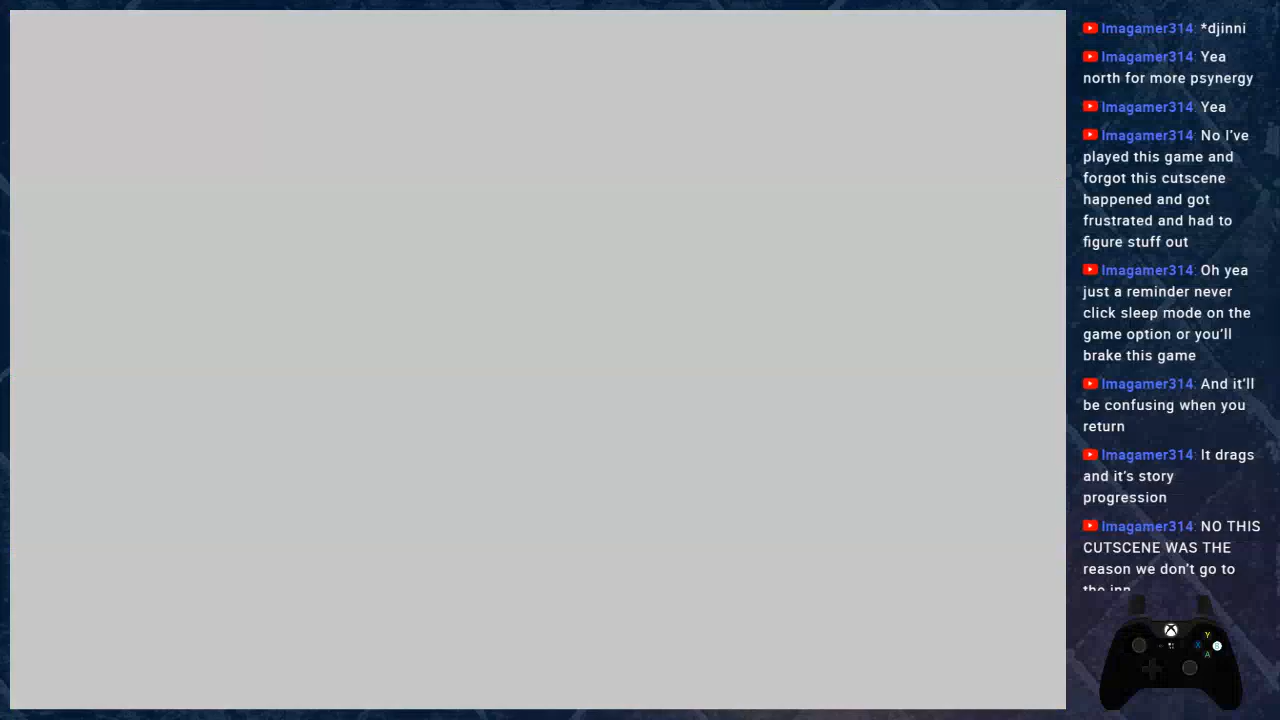 Imagamer314: *djinni
Imagamer314: Yea
north for more psynergy
Imagamer314: Yea
Imagamer314: No I've
played this game and
forgot this cutscene
happened and got
frustrated and had to
figure stuff out
Imagamer314: Oh yea
just a reminder never
click sleep mode on the
game option or you'll
brake this game
Imagamer314: And it'll
be confusing when you
return
Imagamer314: It drags
and it's story
progression
Imagamer314: NO THIS
CUTSCENE WAS THE
reason we don't go to
the inn
Y
X
A